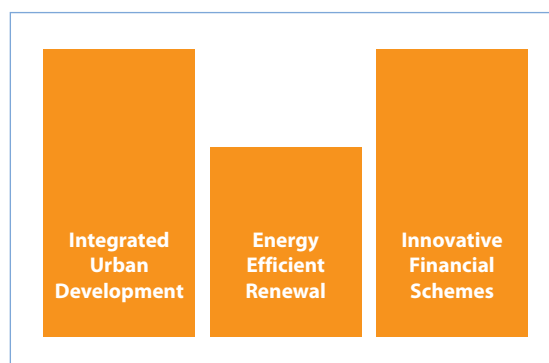 Integrated
Urban
Development
Energy
Efficient
Renewal
Innovative
Financial
Schemes